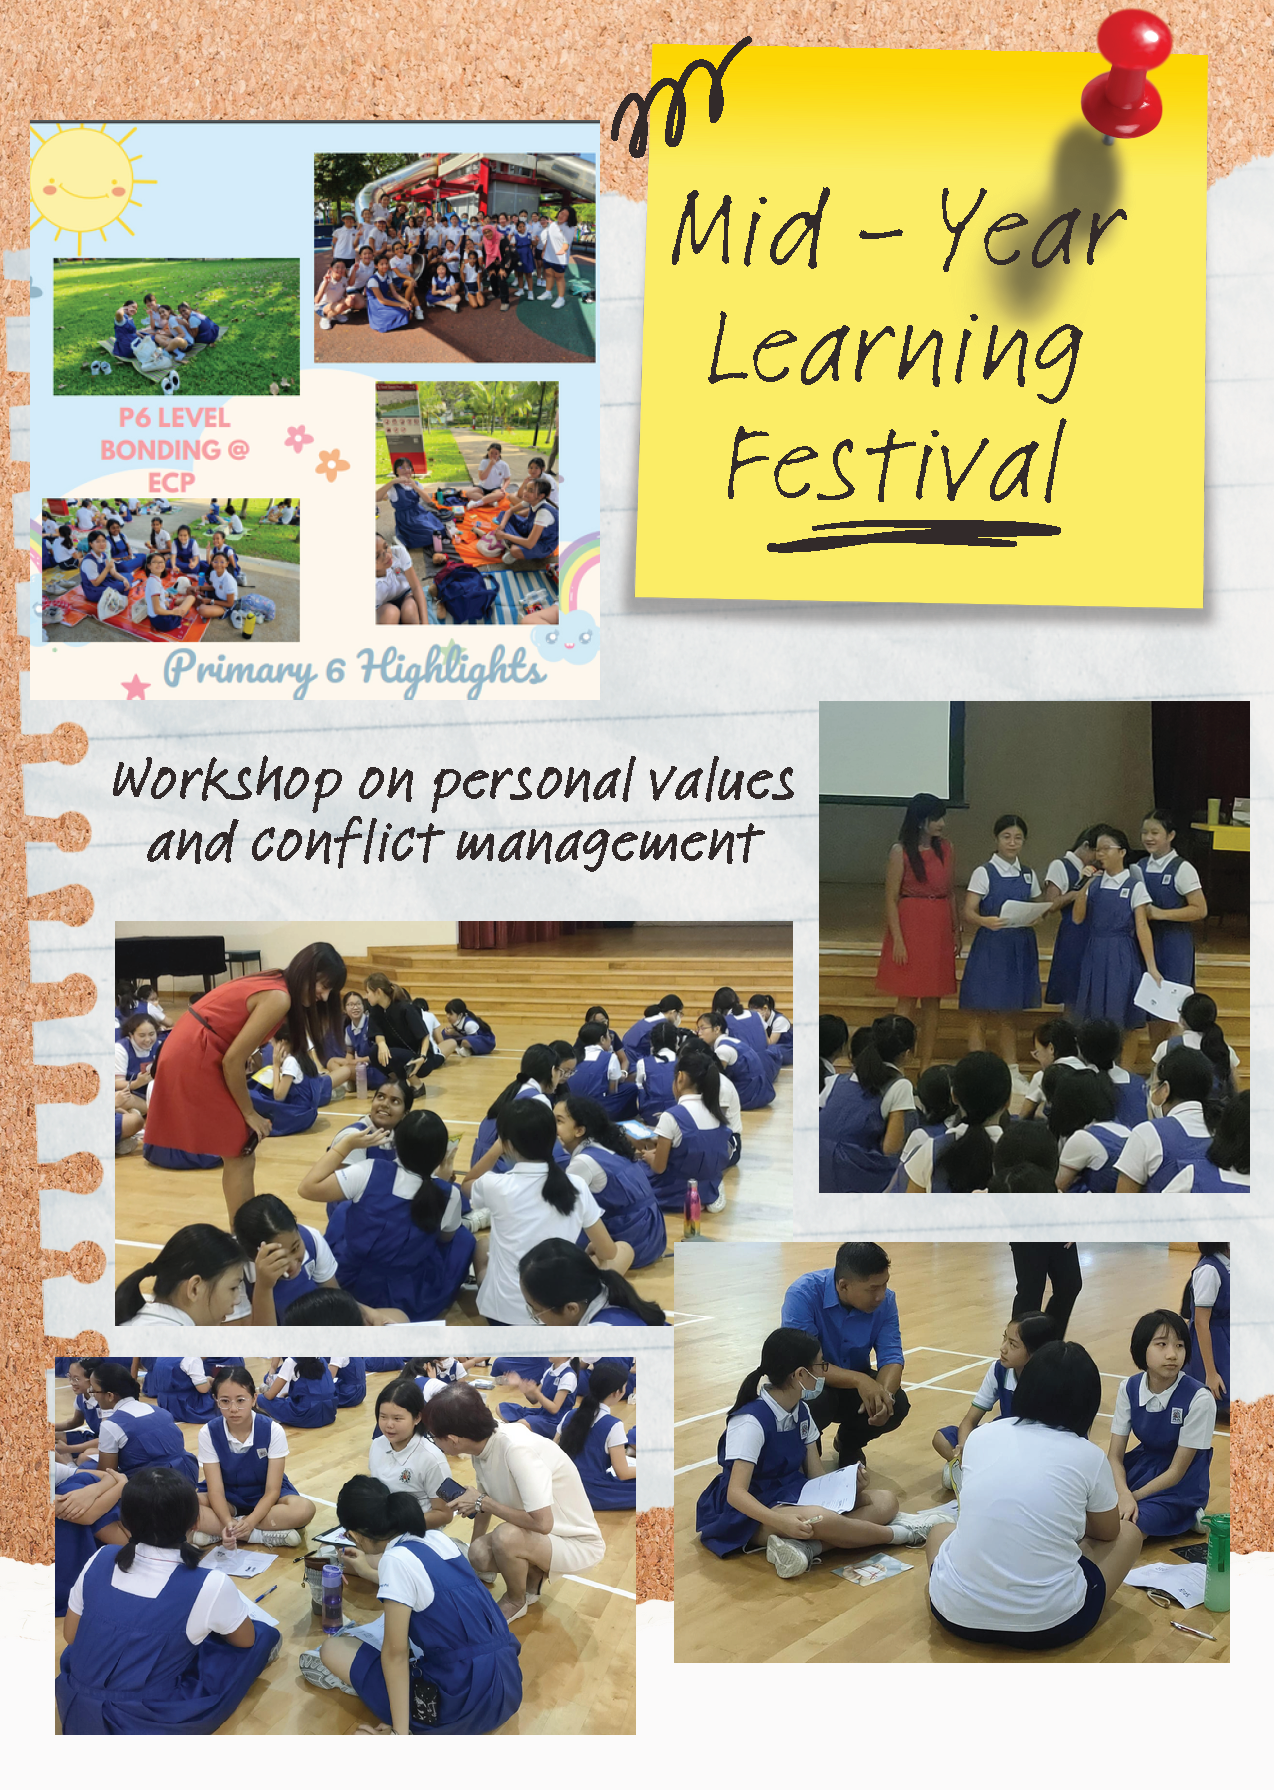 Mid - Year
Learning
Festival
P6 LEVEL
BONDING @
ECP
Primary 6 Highlights
Workshop on personal values
and conflict management